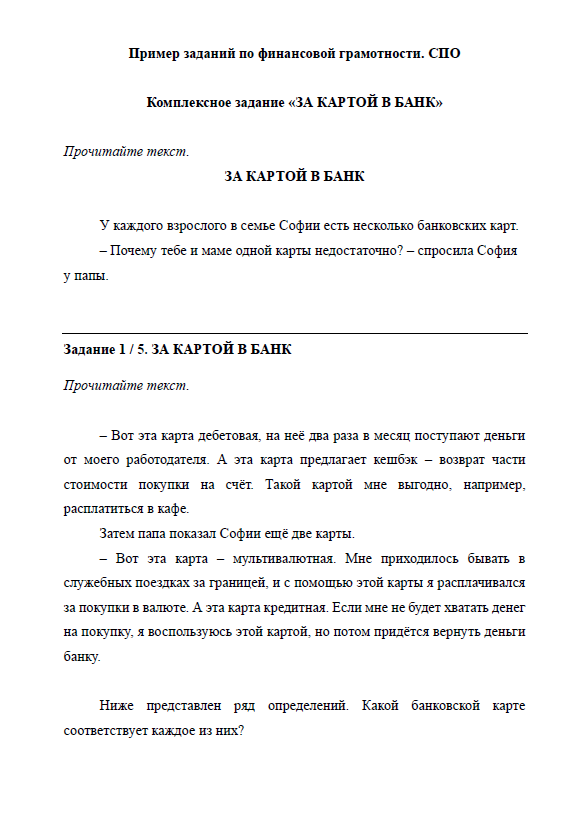 Пример заданий по финансовой грамотности. СПО
Комплексное задание «ЗА КАРТОЙ В БАНК»
Прочитайте текст.
ЗА КАРТОЙ В БАНК
У каждого взрослого в семье Софии есть несколько банковских карт.
– Почему тебе и маме одной карты недостаточно? – спросила София
у папы.
Задание 1 / 5. ЗА КАРТОЙ В БАНК
Прочитайте текст.
– Вот эта карта дебетовая, на неё два раза в месяц поступают деньги
от моего работодателя. А эта карта предлагает кешбэк – возврат части
стоимости покупки на счёт. Такой картой мне выгодно, например,
расплатиться в кафе.
Затем папа показал Софии ещё две карты.
– Вот эта карта – мультивалютная. Мне приходилось бывать в
служебных поездках за границей, и с помощью этой карты я расплачивался
за покупки в валюте. А эта карта кредитная. Если мне не будет хватать денег
на покупку, я воспользуюсь этой картой, но потом придётся вернуть деньги
банку.
Ниже представлен ряд определений. Какой банковской карте
соответствует каждое из них?